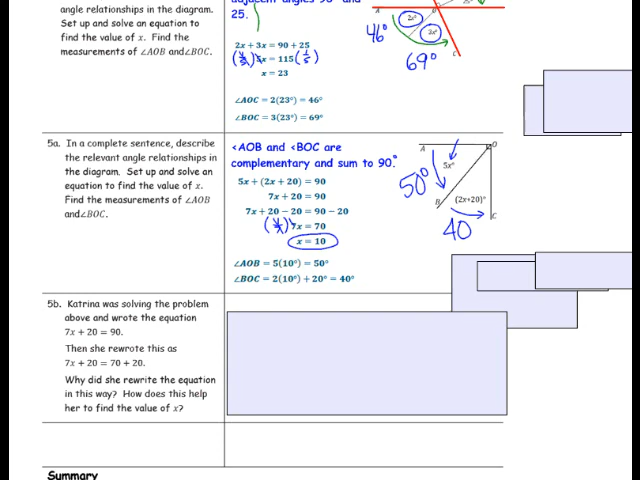 angle relationships in the diagram.
Set up and solve an equation to
find the value of x. Find the
measurements of ∠AOB and∠BOC.
adjacent angles 90° and
25.
2x + 3x = 90 + 25
5x = 115
x = 23
∠AOC = 2(23°) = 46°
∠BOC = 3(23°) = 69°
A
2x°
3x°
C
46°
69°
5a. In a complete sentence, describe
the relevant angle relationships in
the diagram. Set up and solve an
equation to find the value of x.
Find the measurements of ∠AOB
and∠BOC.
<AOB and <BOC are
complementary and sum to 90.°
5x + (2x + 20) = 90
7x + 20 = 90
7x + 20 − 20 = 90 − 20
7x = 70
x = 10
∠AOB = 5(10°) = 50°
∠BOC = 2(10°) + 20° = 40°
A
O
5x°
50°
B
(2x+20)°
C
40
5b. Katrina was solving the problem
above and wrote the equation
7x + 20 = 90.
Then she rewrote this as
7x + 20 = 70 + 20.
Why did she rewrite the equation
in this way? How does this help
her to find the value of x?
Summary